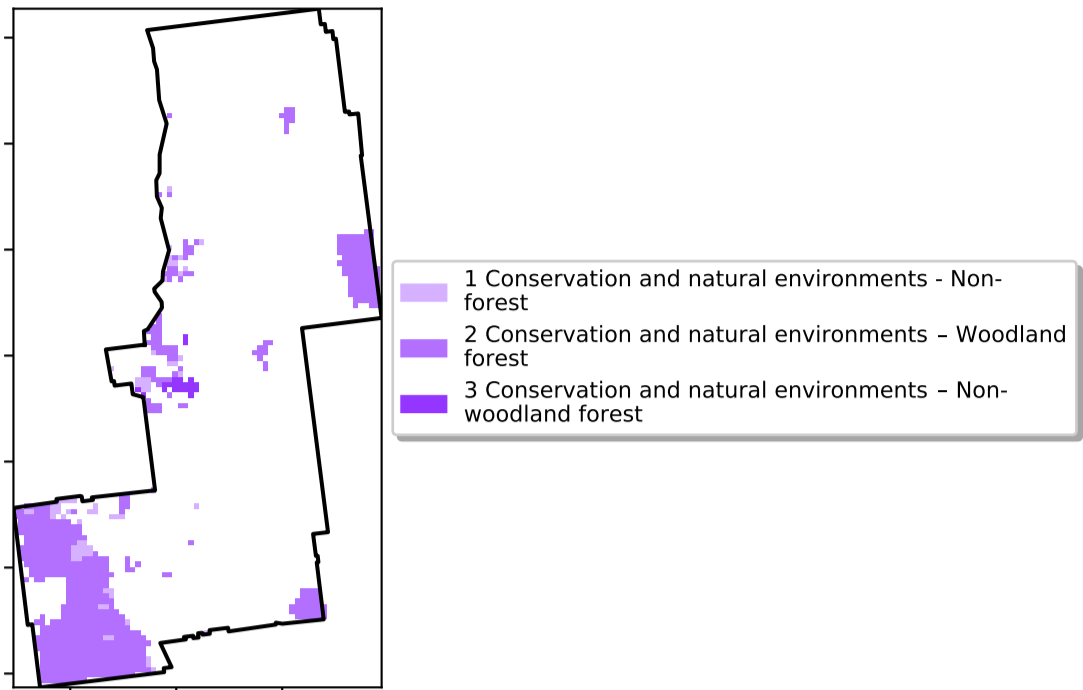 1 Conservation and natural environments - Non-
forest
2 Conservation and natural environments – Woodland
forest
3 Conservation and natural environments – Non-
woodland forest